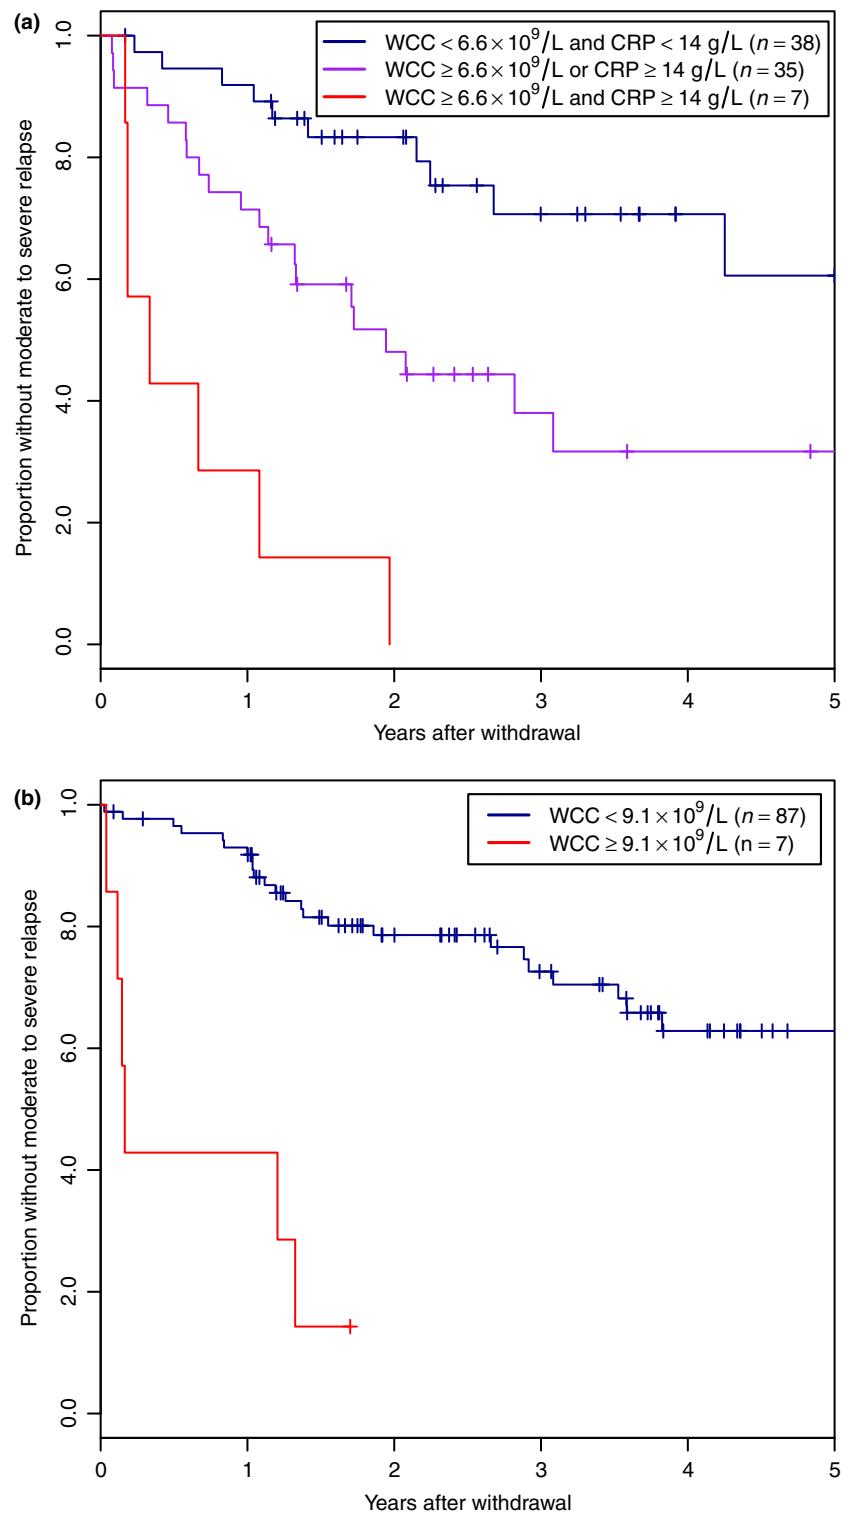 (a)
WCC < 6.6 × 10⁹/L and CRP < 14 g/L (n = 38)
WCC ≥ 6.6 × 10⁹/L or CRP ≥ 14 g/L (n = 35)
WCC ≥ 6.6 × 10⁹/L and CRP ≥ 14 g/L (n = 7)
Proportion without moderate to severe relapse
1.0
8.0
6.0
4.0
2.0
0.0
0 1 2 3 4 5
Years after withdrawal
(b)
WCC < 9.1 × 10⁹/L (n = 87)
WCC ≥ 9.1 × 10⁹/L (n = 7)
Proportion without moderate to severe relapse
1.0
8.0
6.0
4.0
2.0
0.0
0 1 2 3 4 5
Years after withdrawal